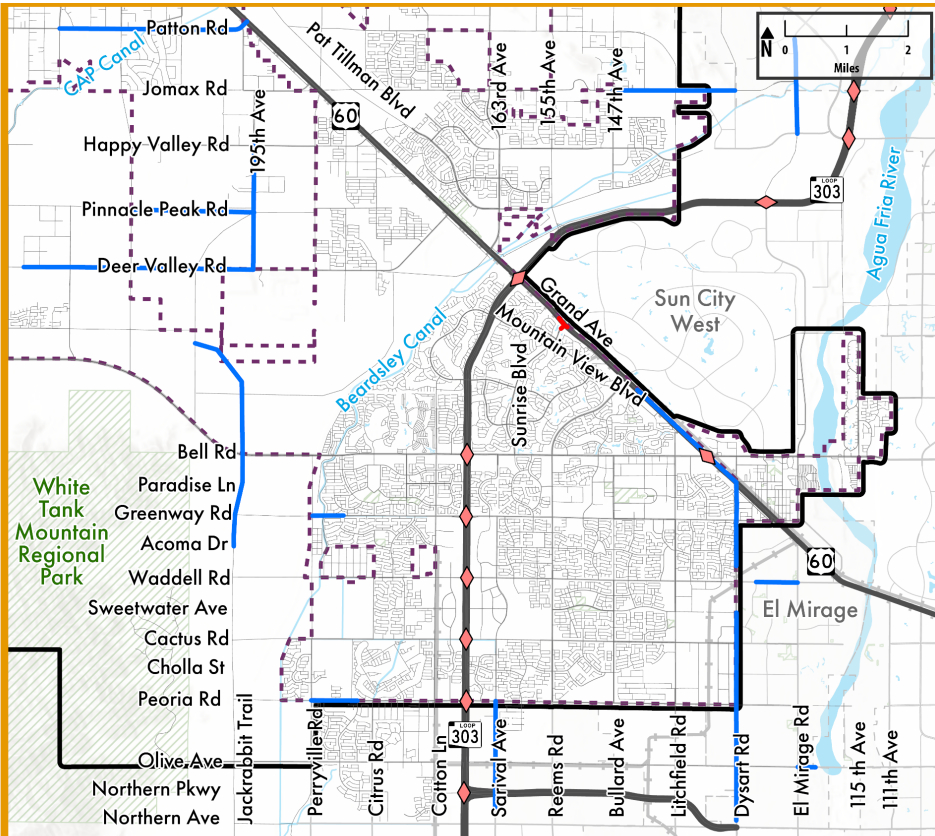 Patton Rd
CAP Canal
Pat Tillman Blvd
163rd Ave
155th Ave
147th Ave
N
0 1 2
Miles
Jomax Rd
195th Ave
60
Happy Valley Rd
LOOP
303
Pinnacle Peak Rd
Agua Fria River
Deer Valley Rd
Grand Ave
Sun City
West
Mountain View Blvd
Beardsley Canal
Sunrise Blvd
Bell Rd
Paradise Ln
Greenway Rd
Acoma Dr
White
Tank
Mountain
Regional
Park
60
Waddell Rd
Sweetwater Ave
El Mirage
Cactus Rd
Cholla St
Peoria Rd
LOOP
303
Olive Ave
Northern Pkwy
Northern Ave
Jackrabbit Trail
Perryville Rd
Citrus Rd
Cotton Ln
Sarival Ave
Reems Rd
Bullard Ave
Litchfield Rd
Dysart Rd
El Mirage Rd
115 th Ave
111th Ave